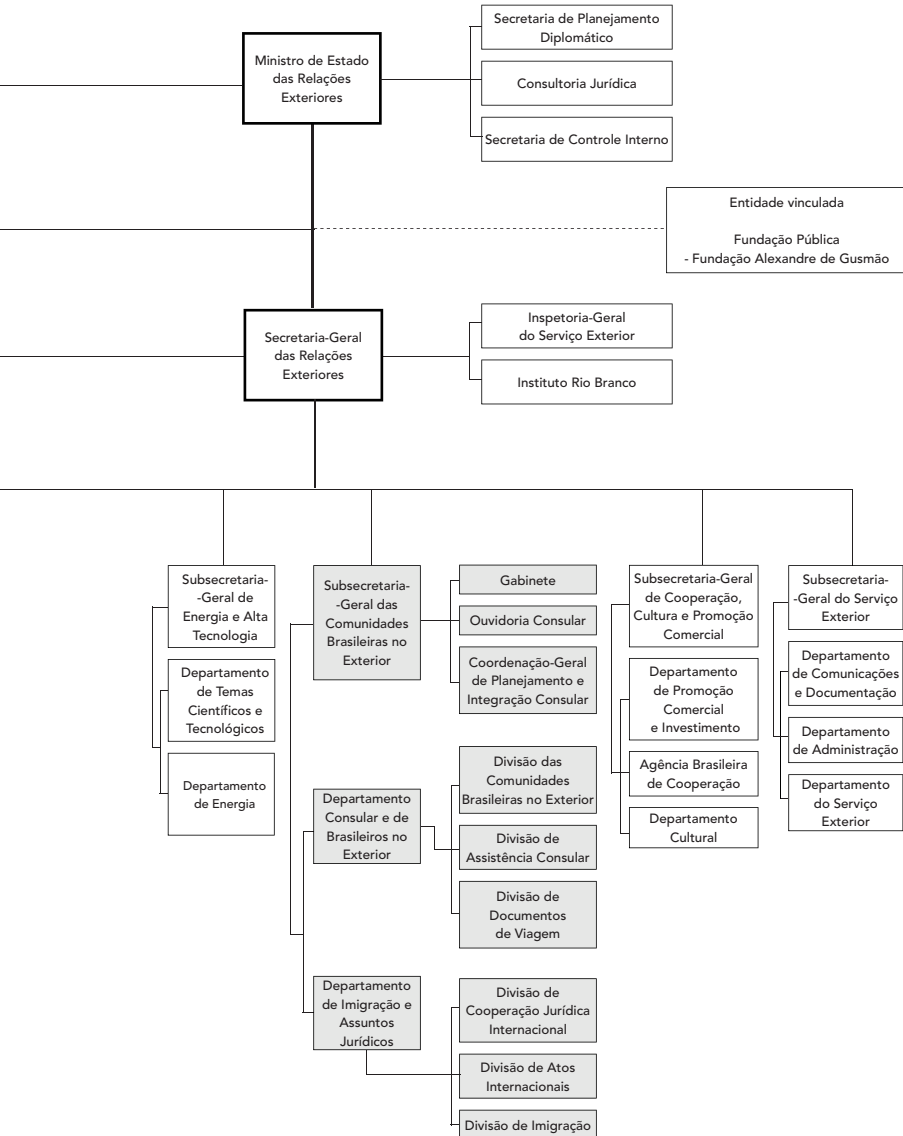 Secretaria de Planejamento
Diplomático
Ministro de Estado
das Relações
Exteriores
Consultoria Jurídica
Secretaria de Controle Interno
Entidade vinculada
Fundação Pública
- Fundação Alexandre de Gusmão
Secretaria-Geral
das Relações
Exteriores
Inspetoria-Geral
do Serviço Exterior
Instituto Rio Branco
Subsecretaria-
-Geral de
Energia e Alta
Tecnologia
Departamento
de Temas
Científicos e
Tecnológicos
Departamento
de Energia
Subsecretaria-
-Geral das
Comunidades
Brasileiras no
Exterior
Gabinete
Ouvidoria Consular
Coordenação-Geral
de Planejamento e
Integração Consular
Departamento
Consular e de
Brasileiros no
Exterior
Divisão das
Comunidades
Brasileiras no Exterior
Divisão de
Assistência Consular
Divisão de
Documentos
de Viagem
Departamento
de Imigração e
Assuntos
Jurídicos
Divisão de
Cooperação Jurídica
Internacional
Divisão de Atos
Internacionais
Divisão de Imigração
Subsecretaria-Geral
de Cooperação,
Cultura e Promoção
Comercial
Departamento
de Promoção
Comercial
e Investimento
Agência Brasileira
de Cooperação
Departamento
Cultural
Subsecretaria-
-Geral do Serviço
Exterior
Departamento
de Comunicações
e Documentação
Departamento
de Administração
Departamento
do Serviço
Exterior